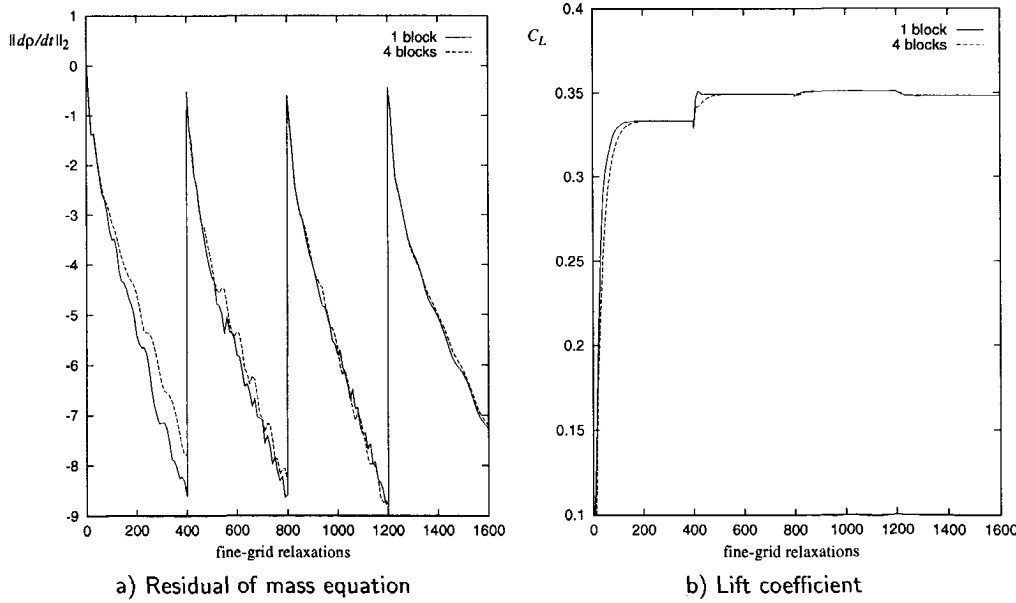 ‖dρ/dt‖₂
1
0
-1
-2
-3
-4
-5
-6
-7
-8
-9
1 block
4 blocks
0 200 400 600 800 1000 1200 1400 1600
fine-grid relaxations
a) Residual of mass equation
C_L
0.4
0.35
0.3
0.25
0.2
0.15
0.1
1 block
4 blocks
0 200 400 600 800 1000 1200 1400 1600
fine-grid relaxations
b) Lift coefficient